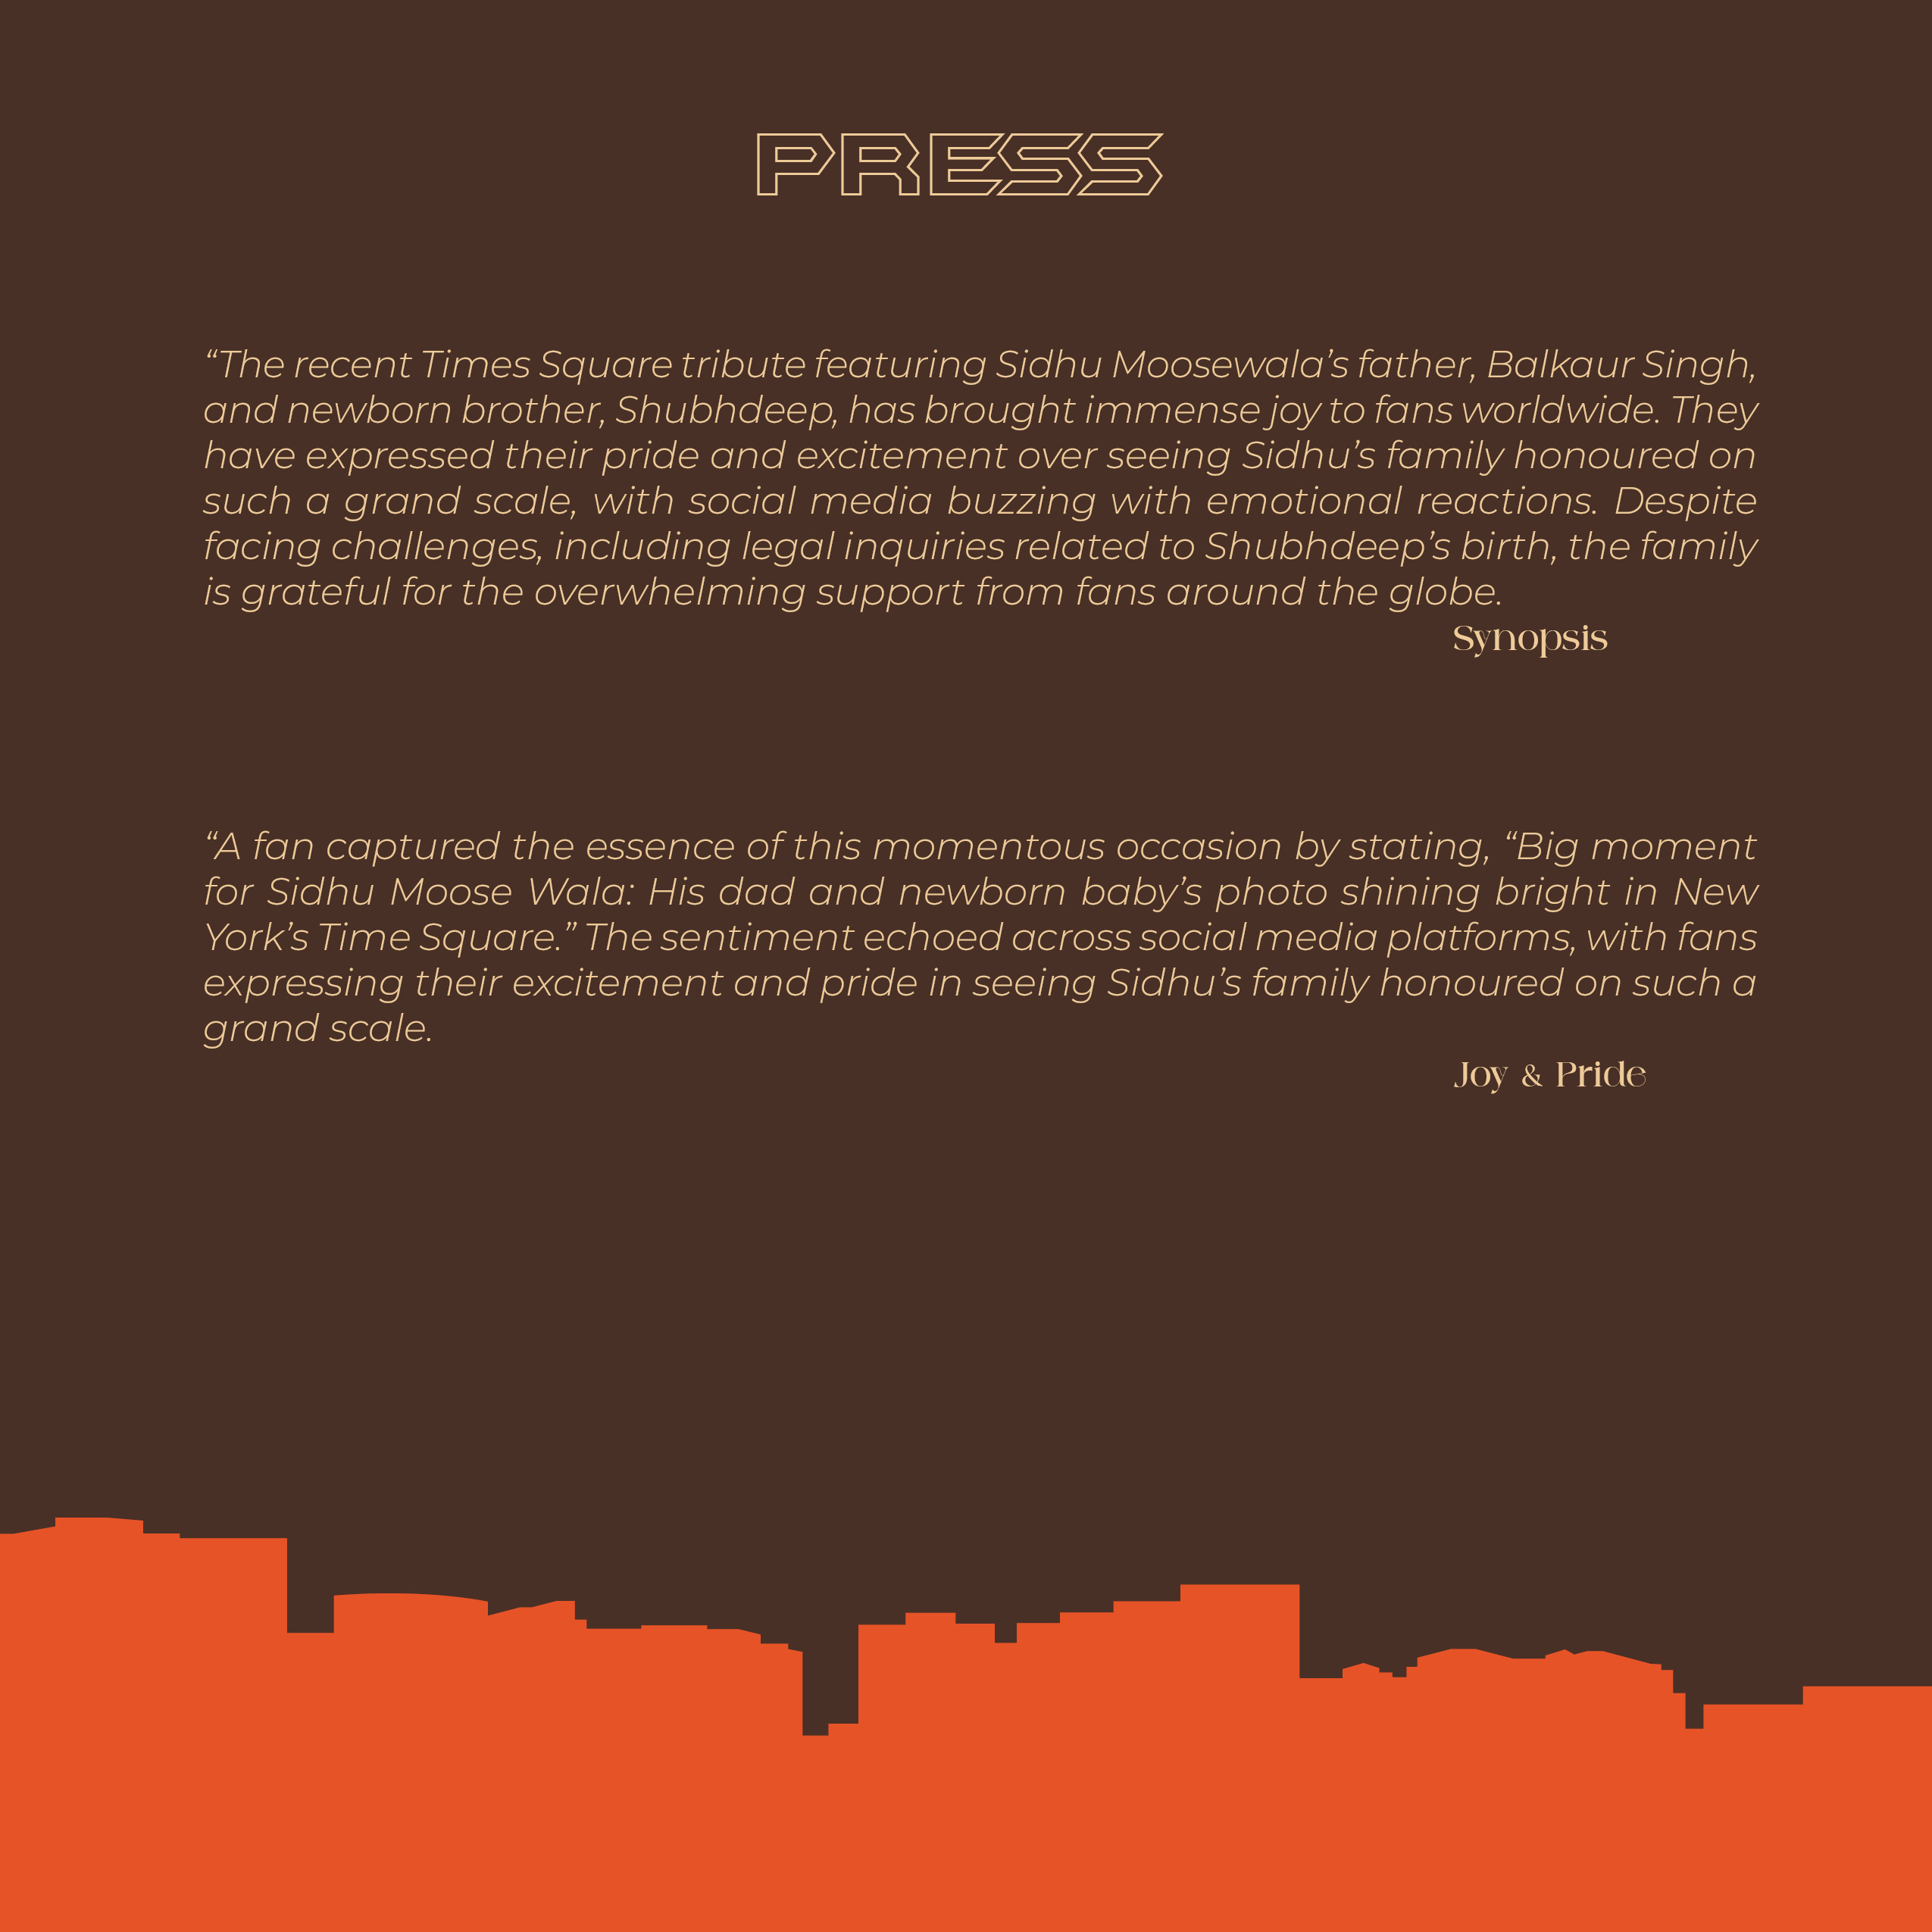 PRESS
“The recent Times Square tribute featuring Sidhu Moosewala’s father, Balkaur Singh,
and newborn brother, Shubhdeep, has brought immense joy to fans worldwide. They
have expressed their pride and excitement over seeing Sidhu’s family honoured on
such a grand scale, with social media buzzing with emotional reactions. Despite
facing challenges, including legal inquiries related to Shubhdeep’s birth, the family
is grateful for the overwhelming support from fans around the globe.
Synopsis
“A fan captured the essence of this momentous occasion by stating, “Big moment
for Sidhu Moose Wala: His dad and newborn baby’s photo shining bright in New
York’s Time Square.” The sentiment echoed across social media platforms, with fans
expressing their excitement and pride in seeing Sidhu’s family honoured on such a
grand scale.
Joy & Pride